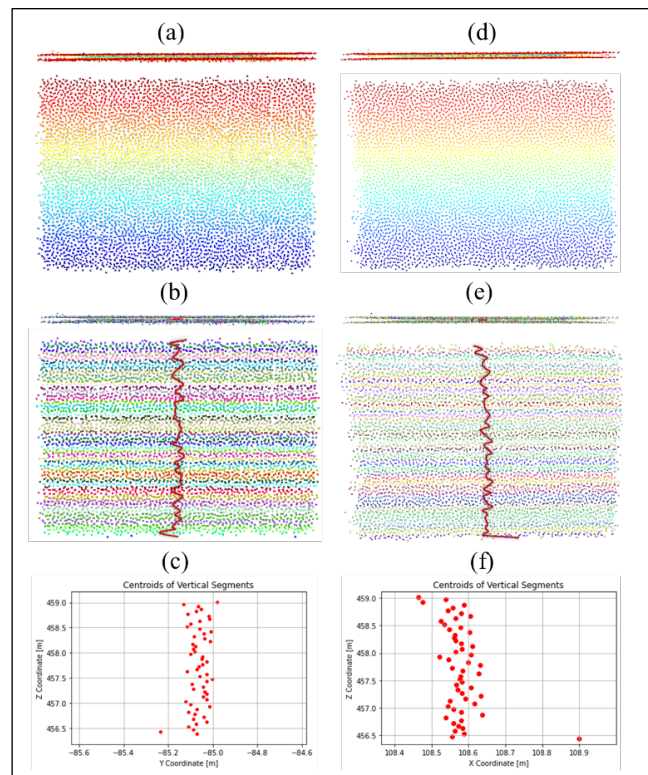 (a)
(d)
(b)
(e)
(c)
(f)
Centroids of Vertical Segments
459.0
458.5
458.0
457.5
457.0
456.5
Z Coordinate [m]
−85.6
−85.4
−85.2
−85.0
−84.8
−84.6
Y Coordinate [m]
Centroids of Vertical Segments
459.0
458.5
458.0
457.5
457.0
456.5
Z Coordinate [m]
108.4
108.5
108.6
108.7
108.8
108.9
X Coordinate [m]